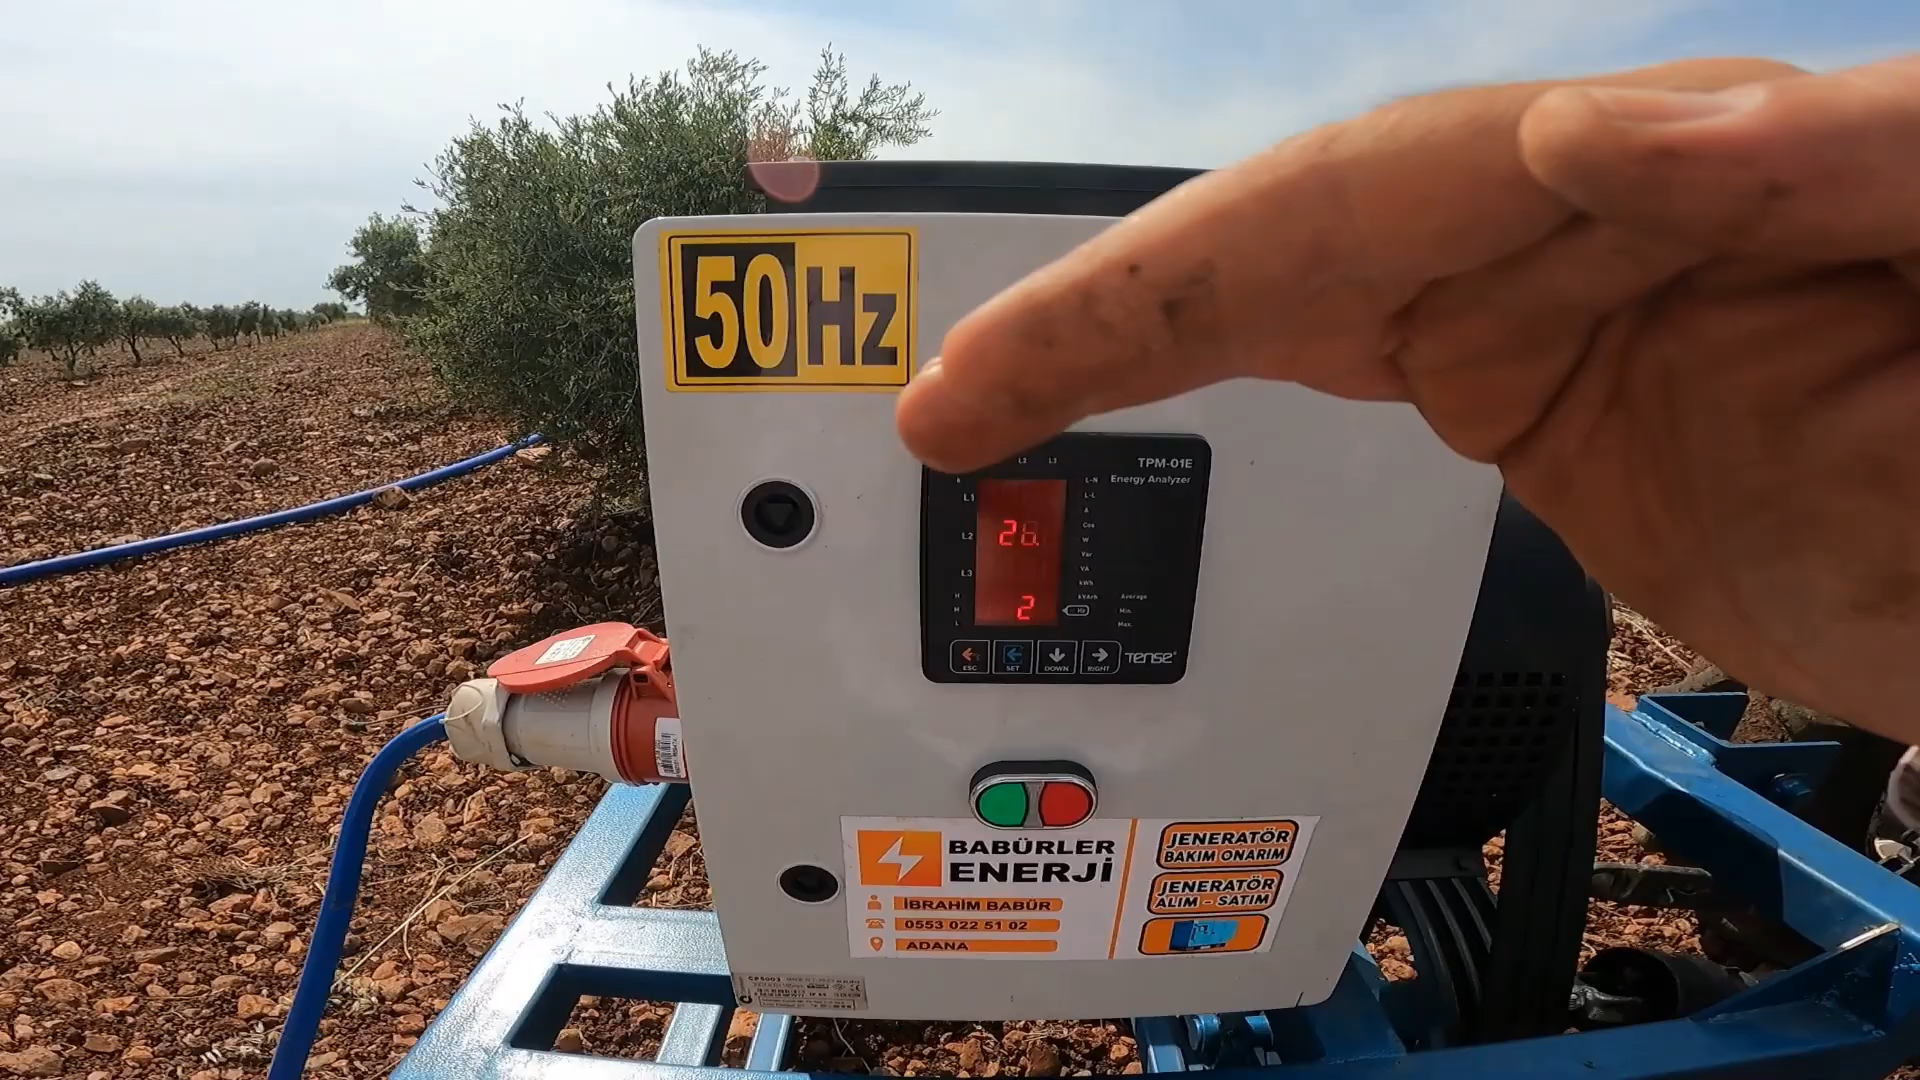 50Hz
L2 L3
TPM-01E
Energy Analyzer
L1
L2
L3
L-N
L-L
A
Cos
W
Var
VA
kWh
kVArh
Hz
Average
Min.
Max.
H
M
L
2
ESC
SET
DOWN
RIGHT
TENSE
BABÜRLER
ENERJİ
İBRAHİM BABÜR
0553 022 51 02
ADANA
JENERATÖR
BAKIM ONARIM
JENERATÖR
ALIM - SATIM